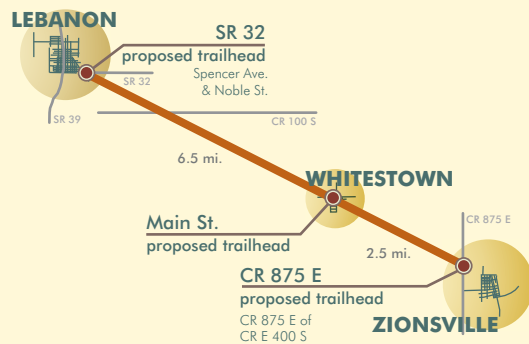 LEBANON
SR 32
proposed trailhead
Spencer Ave.
& Noble St.
SR 32
SR 39
CR 100 S
6.5 mi.
WHITESTOWN
Main St.
proposed trailhead
CR 875 E
2.5 mi.
CR 875 E
proposed trailhead
CR 875 E of
CR E 400 S
ZIONSVILLE